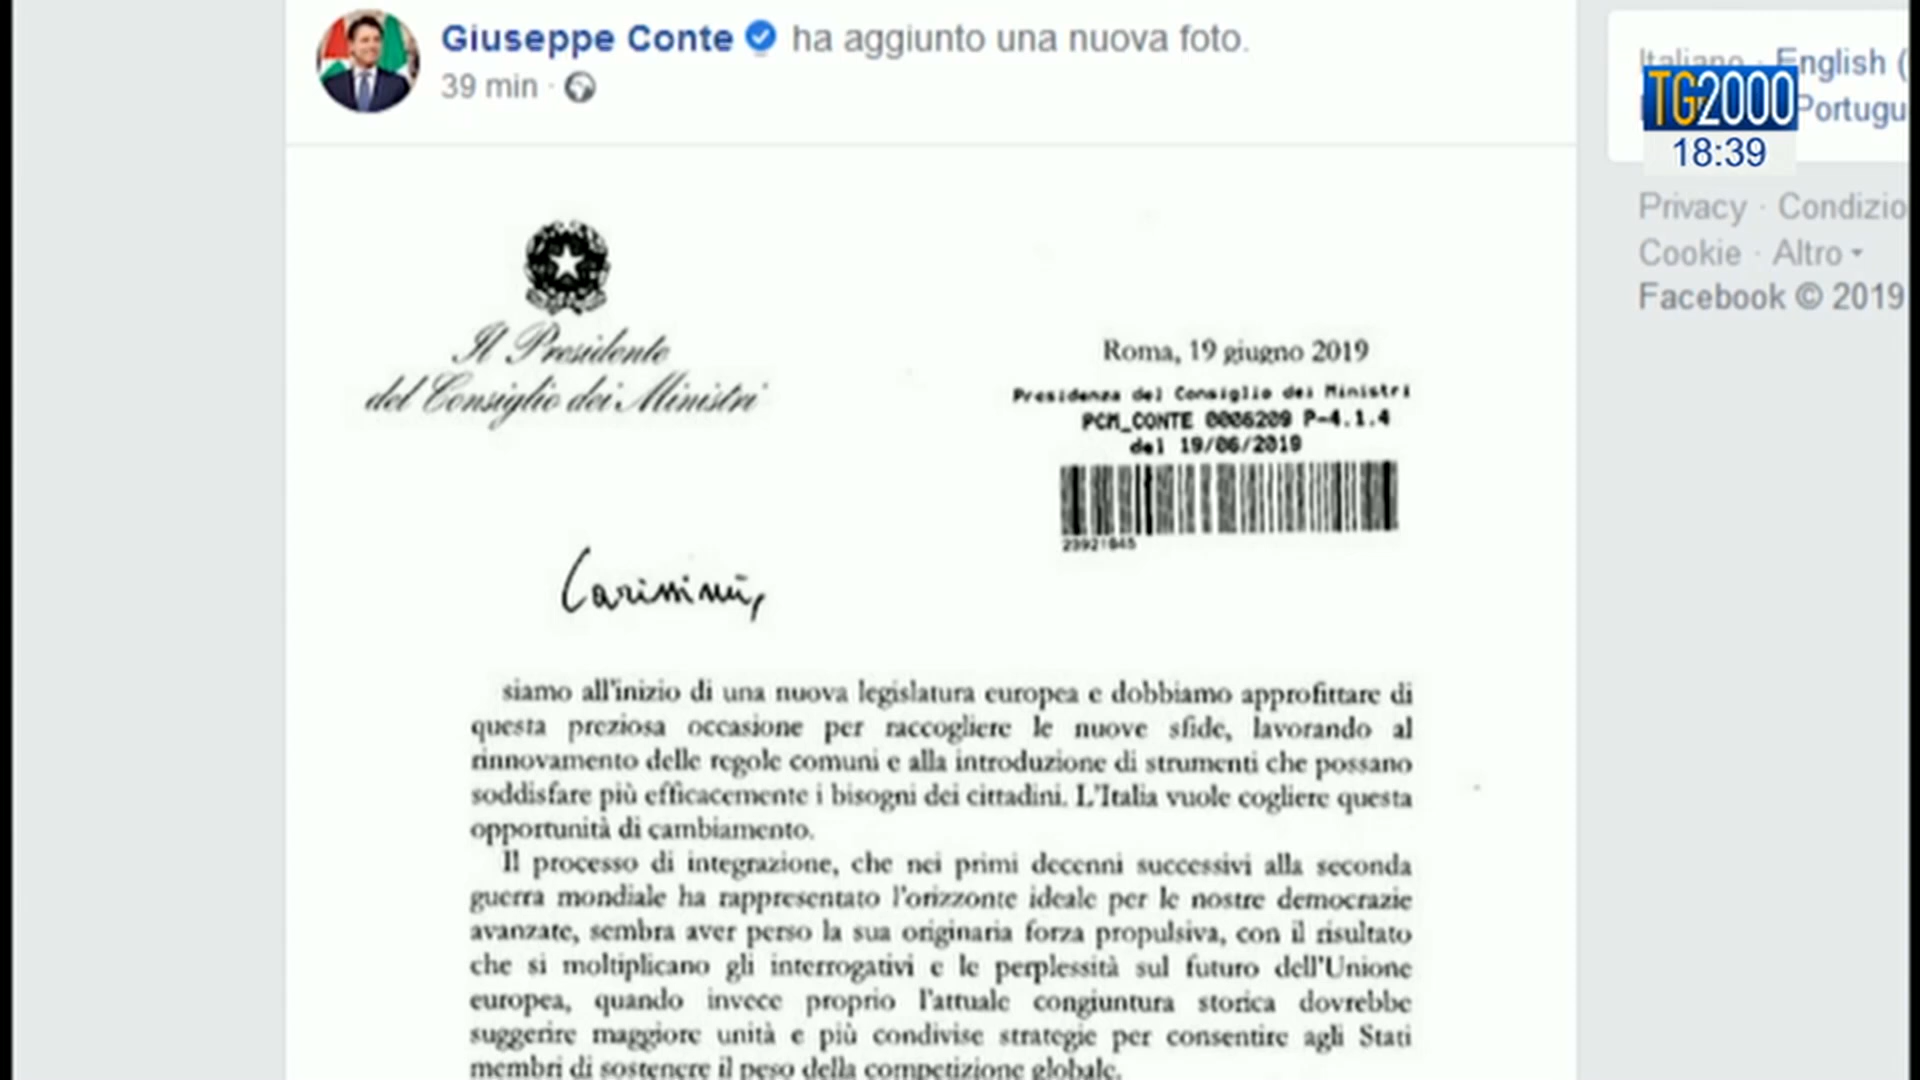 Giuseppe Conte ha aggiunto una nuova foto.
39 min ·
Italiano · English (
TG2000
Portugu
18:39
Privacy · Condizio
Cookie · Altro
Facebook © 2019
Il Presidente
del Consiglio dei Ministri
Roma, 19 giugno 2019
Presidenza del Consiglio dei Ministri
PCM_CONTE 0006209 P-4.1.4
del 19/06/2019
23921845
Carissimi,
siamo all'inizio di una nuova legislatura europea e dobbiamo approfittare di
questa preziosa occasione per raccogliere le nuove sfide, lavorando al
rinnovamento delle regole comuni e alla introduzione di strumenti che possano
soddisfare più efficacemente i bisogni dei cittadini. L'Italia vuole cogliere questa
opportunità di cambiamento.
Il processo di integrazione, che nei primi decenni successivi alla seconda
guerra mondiale ha rappresentato l'orizzonte ideale per le nostre democrazie
avanzate, sembra aver perso la sua originaria forza propulsiva, con il risultato
che si moltiplicano gli interrogativi e le perplessità sul futuro dell'Unione
europea, quando invece proprio l'attuale congiuntura storica dovrebbe
suggerire maggiore unità e più condivise strategie per consentire agli Stati
membri di sostenere il peso della competizione globale.